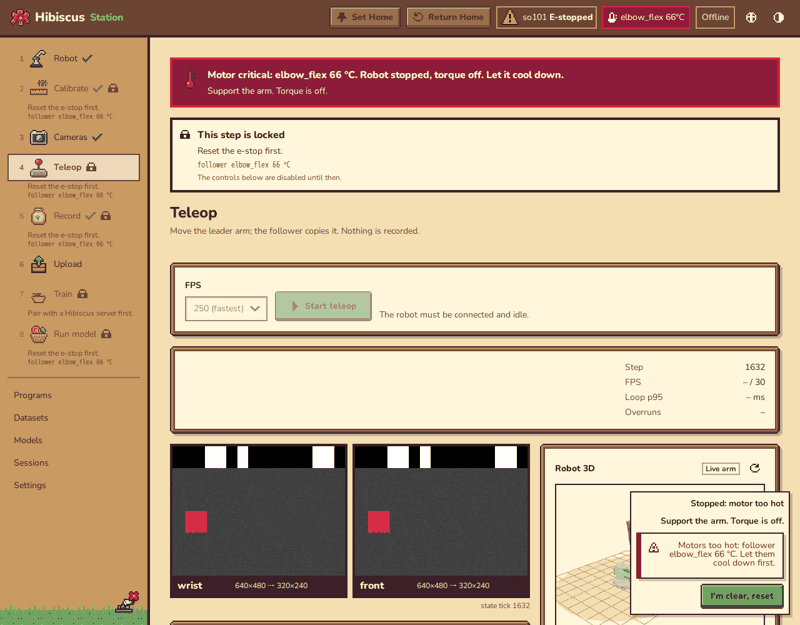 Hibiscus Station
Set Home
Return Home
so101 E-stopped
elbow_flex 66°C
Offline
1 Robot
2 Calibrate
Reset the e-stop first.
follower elbow_flex 66 °C
3 Cameras
4 Teleop
Reset the e-stop first.
follower elbow_flex 66 °C
5 Record
Reset the e-stop first.
follower elbow_flex 66 °C
6 Upload
7 Train
Pair with a Hibiscus server first.
8 Run model
Reset the e-stop first.
follower elbow_flex 66 °C
Programs
Datasets
Models
Sessions
Settings
Motor critical: elbow_flex 66 °C. Robot stopped, torque off. Let it cool down.
Support the arm. Torque is off.
This step is locked
Reset the e-stop first.
follower elbow_flex 66 °C
The controls below are disabled until then.
Teleop
Move the leader arm; the follower copies it. Nothing is recorded.
FPS
250 (fastest)
Start teleop
The robot must be connected and idle.
Step 1632
FPS – / 30
Loop p95 – ms
Overruns –
wrist 640×480 → 320×240
front 640×480 → 320×240
state tick 1632
Robot 3D
Live arm
Stopped: motor too hot
Support the arm. Torque is off.
Motors too hot: follower
elbow_flex 66 °C. Let them
cool down first.
I'm clear, reset